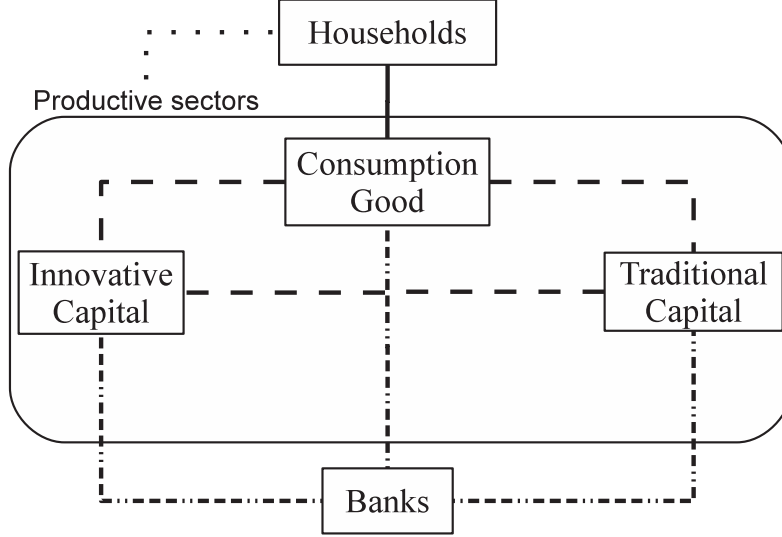 Households
Productive sectors
Consumption
Good
Innovative
Capital
Traditional
Capital
Banks